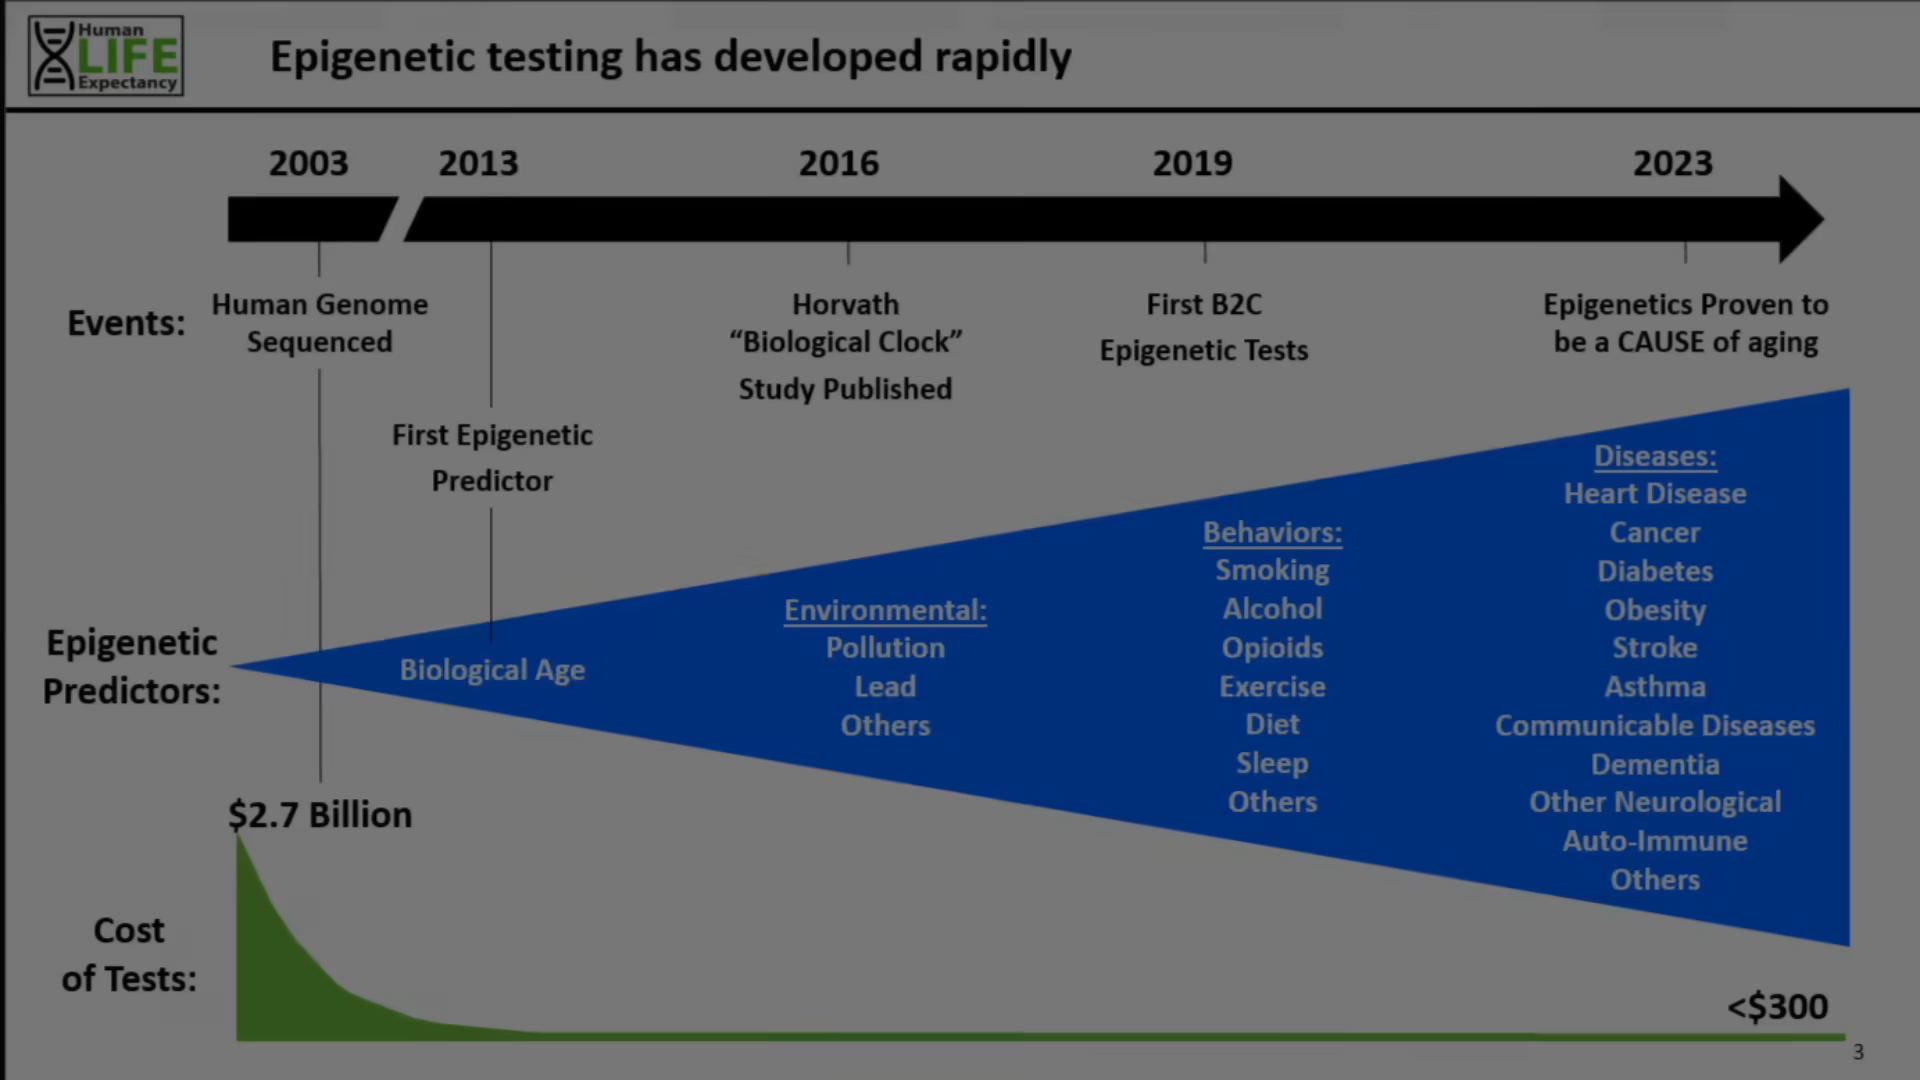 Human
LIFE
Expectancy
Epigenetic testing has developed rapidly
2003
2013
2016
2019
2023
Events:
Human Genome
Sequenced
First Epigenetic
Predictor
Horvath
“Biological Clock”
Study Published
First B2C
Epigenetic Tests
Epigenetics Proven to
be a CAUSE of aging
Epigenetic
Predictors:
Biological Age
Environmental:
Pollution
Lead
Others
Behaviors:
Smoking
Alcohol
Opioids
Exercise
Diet
Sleep
Others
Diseases:
Heart Disease
Cancer
Diabetes
Obesity
Stroke
Asthma
Communicable Diseases
Dementia
Other Neurological
Auto-Immune
Others
Cost
of Tests:
$2.7 Billion
<$300
3